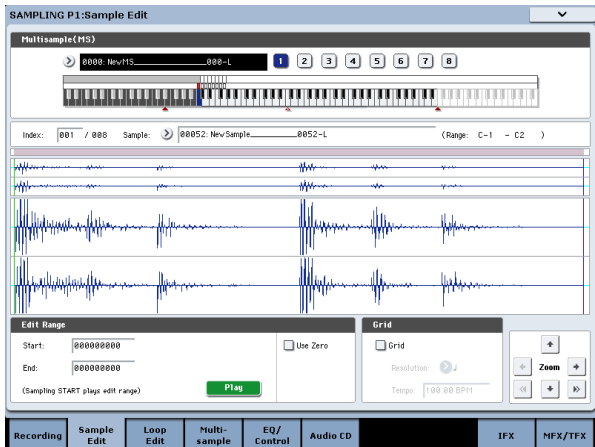 SAMPLING P1:Sample Edit
Multisample(MS)
0000: NewMS__________000-L
1 2 3 4 5 6 7 8
Index: 001 / 008 Sample: 00052: NewSample________0052-L (Range: C-1 - C2 )
Edit Range
Start: 000000000
End: 000000000
(Sampling START plays edit range)
Play
Use Zero
Grid
Grid
Resolution:
Tempo: 100.00 BPM
Zoom
Recording
Sample Edit
Loop Edit
Multi-sample
EQ/Control
Audio CD
IFX
MFX/TFX